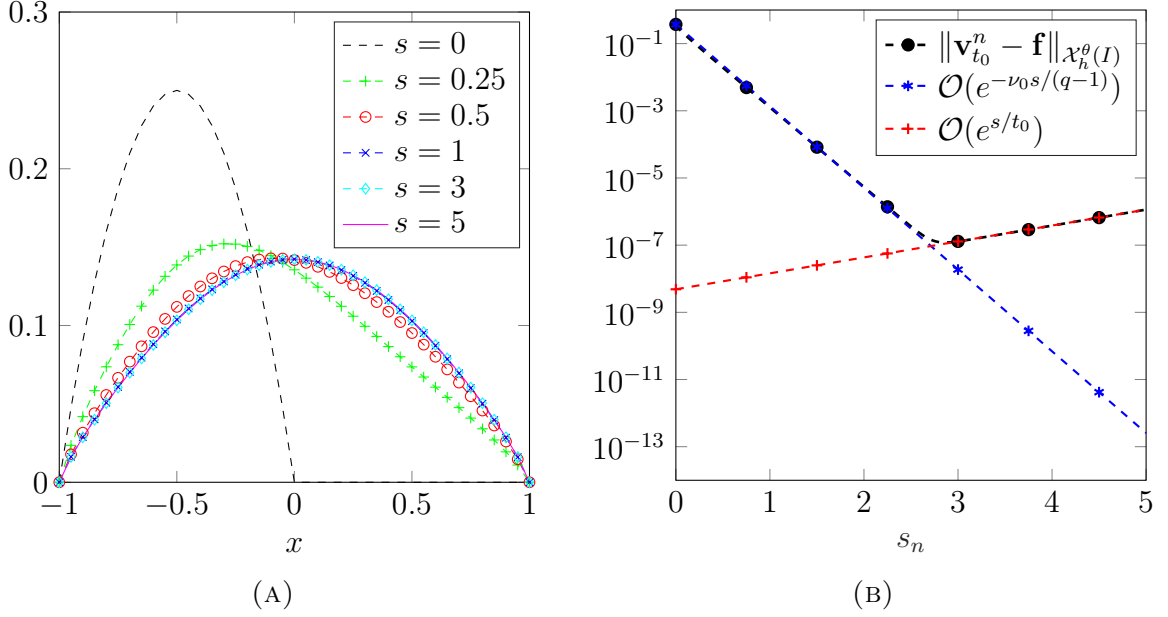 0.3
0.2
0.1
0
−1
−0.5
0
0.5
1
x
s = 0
s = 0.25
s = 0.5
s = 1
s = 3
s = 5
(A)
10^{−1}
10^{−3}
10^{−5}
10^{−7}
10^{−9}
10^{−11}
10^{−13}
0
1
2
3
4
5
s_n
‖v^n_{t_0} − f‖_{𝒳^θ_h(I)}
𝒪(e^{−ν_0 s/(q−1)})
𝒪(e^{s/t_0})
(B)